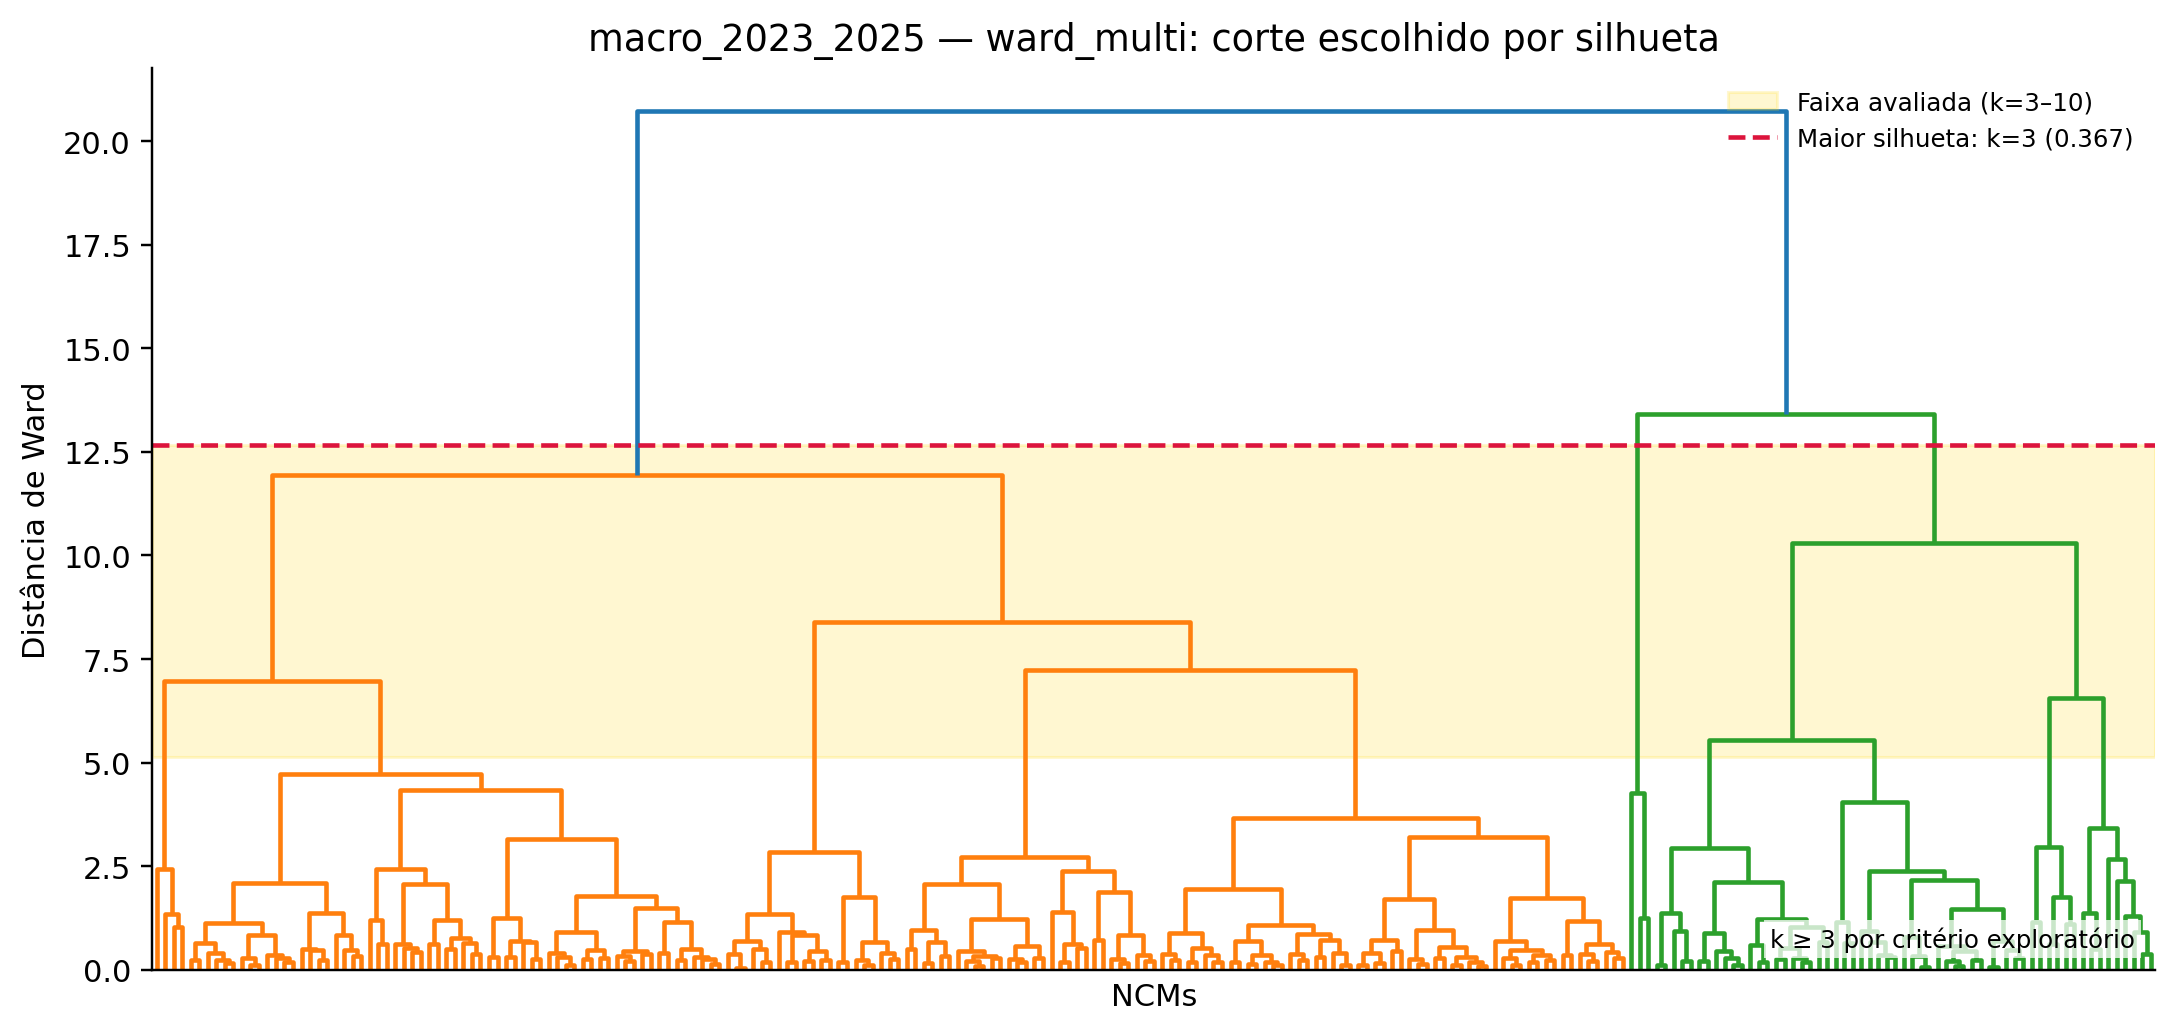 macro_2023_2025 — ward_multi: corte escolhido por silhueta
Faixa avaliada (k=3–10)
Maior silhueta: k=3 (0.367)
Distância de Ward
20.0
17.5
15.0
12.5
10.0
7.5
5.0
2.5
0.0
k ≥ 3 por critério exploratório
NCMs